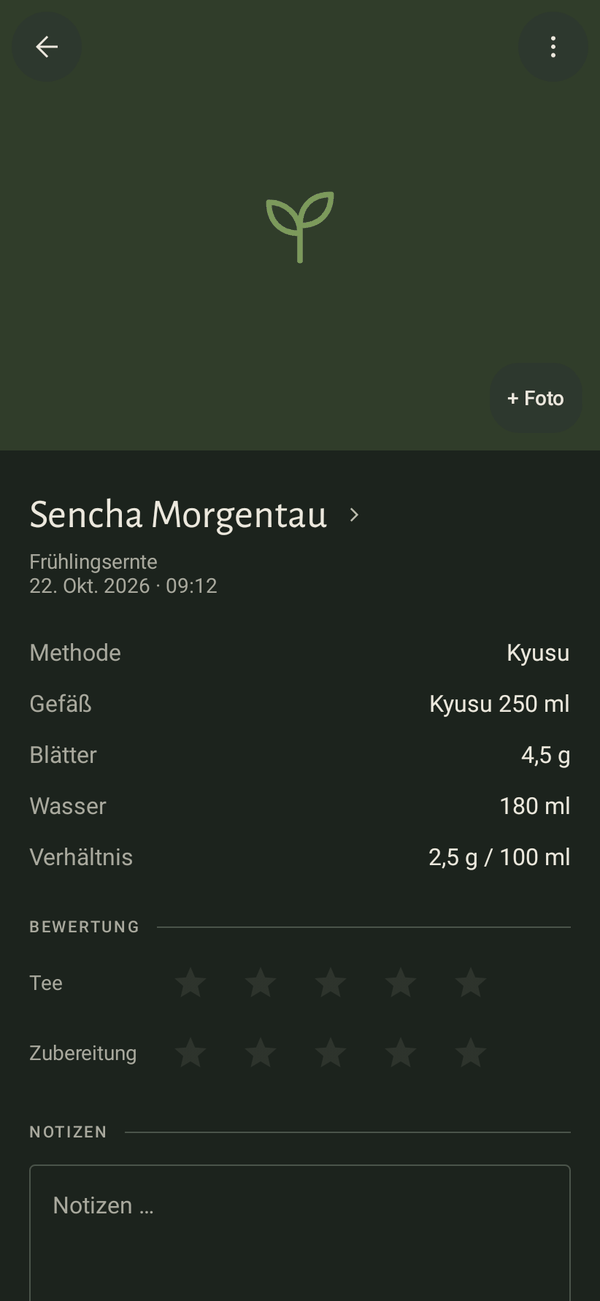 + Foto
Sencha Morgentau
Frühlingsernte
22. Okt. 2026 · 09:12
Methode Kyusu
Gefäß Kyusu 250 ml
Blätter 4,5 g
Wasser 180 ml
Verhältnis 2,5 g / 100 ml
BEWERTUNG
Tee
Zubereitung
NOTIZEN
Notizen …